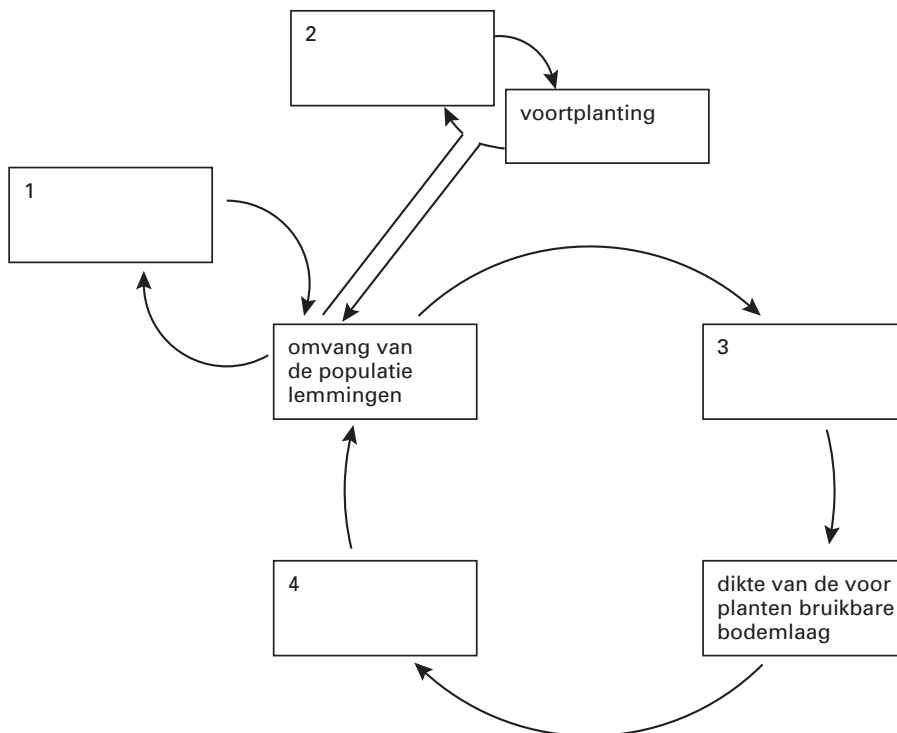 2
voortplanting
1
omvang van
de populatie
lemmingen
3
4
dikte van de voor
planten bruikbare
bodemlaag